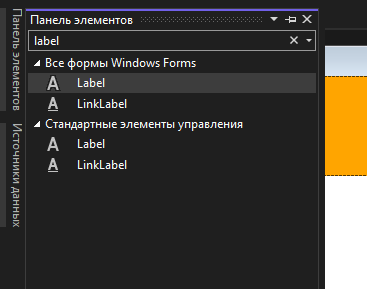 Панель элементов
label
Все формы Windows Forms
Label
LinkLabel
Стандартные элементы управления
Label
LinkLabel
Панель элементов
Источники данных